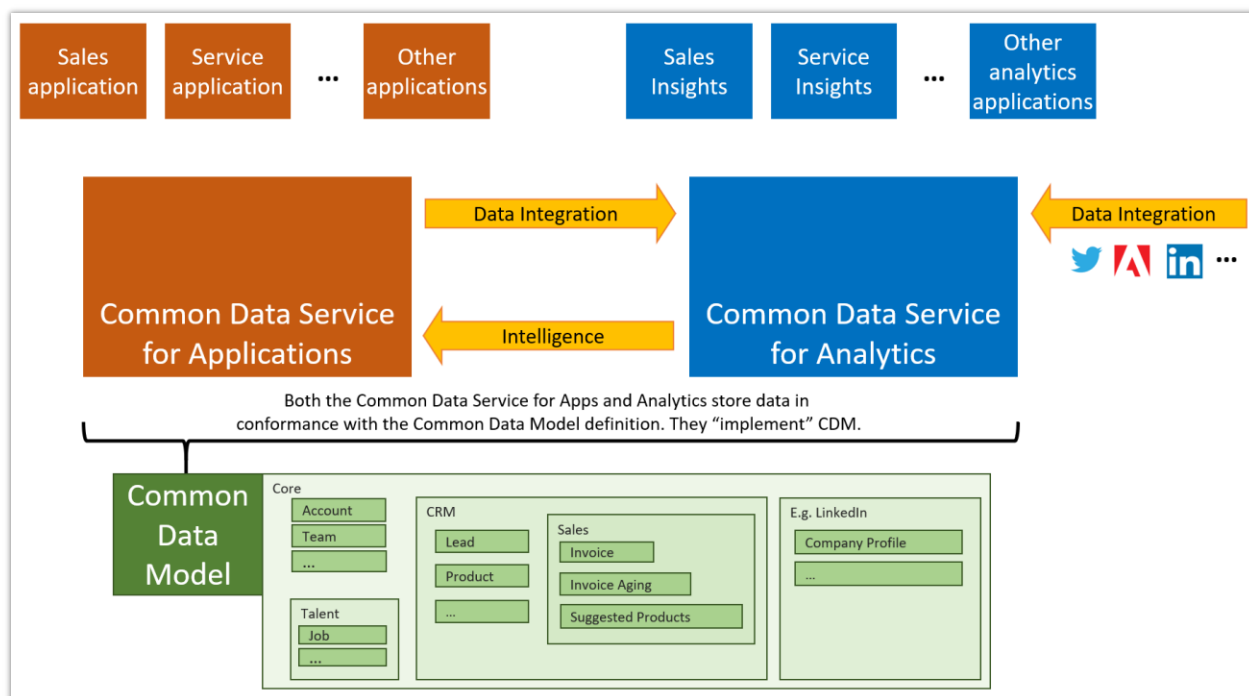 Sales
application
Service
application
...
Other
applications
Sales
Insights
Service
Insights
...
Other
analytics
applications
Common Data Service
for Applications
Data Integration
Intelligence
Common Data Service
for Analytics
Data Integration
in
...
Both the Common Data Service for Apps and Analytics store data in
conformance with the Common Data Model definition. They “implement” CDM.
Common
Data
Model
Core
Account
Team
...
Talent
Job
...
CRM
Lead
Product
...
Sales
Invoice
Invoice Aging
Suggested Products
E.g. LinkedIn
Company Profile
...